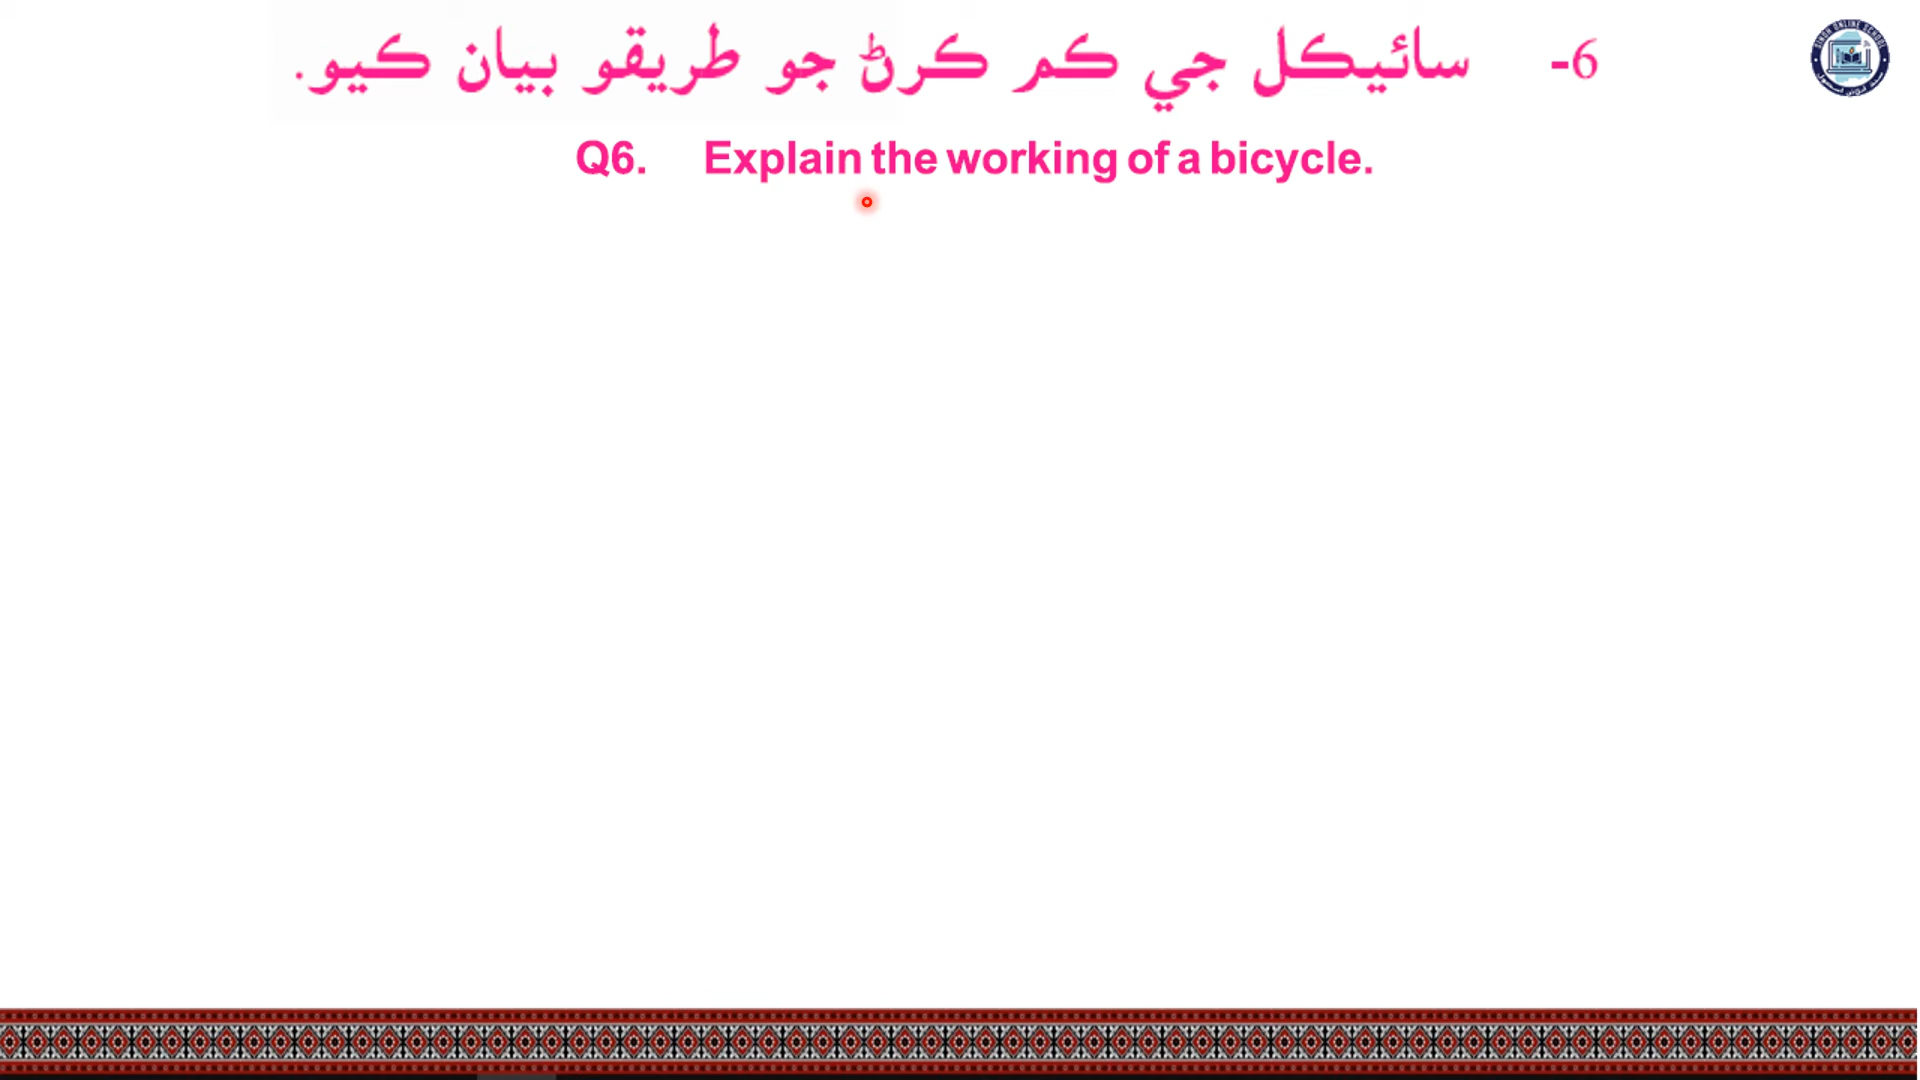 6- سائيڪل جي ڪم ڪرڻ جو طريقو بيان ڪيو.
Q6. Explain the working of a bicycle.